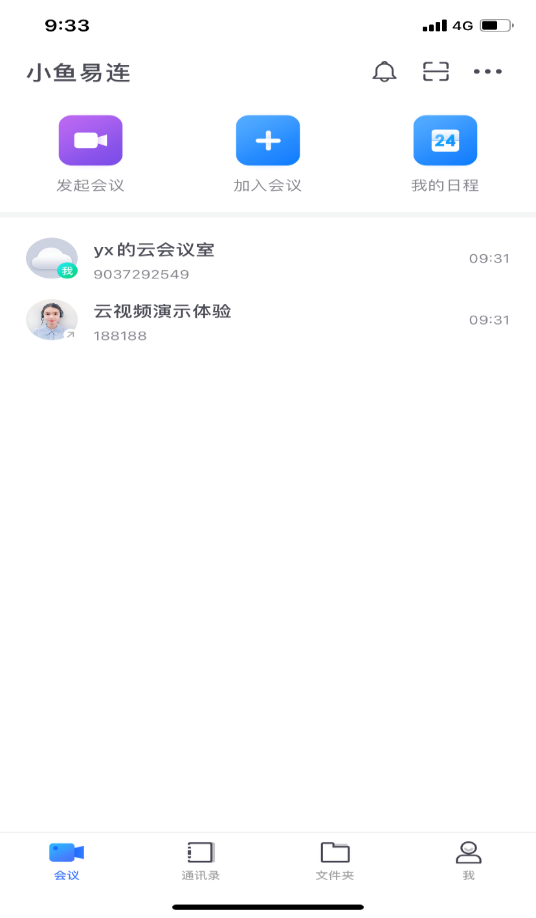 9:33
4G
小鱼易连
24
发起会议
加入会议
我的日程
yx的云会议室
09:31
我
9037292549
云视频演示体验
09:31
188188
会议
通讯录
文件夹
我